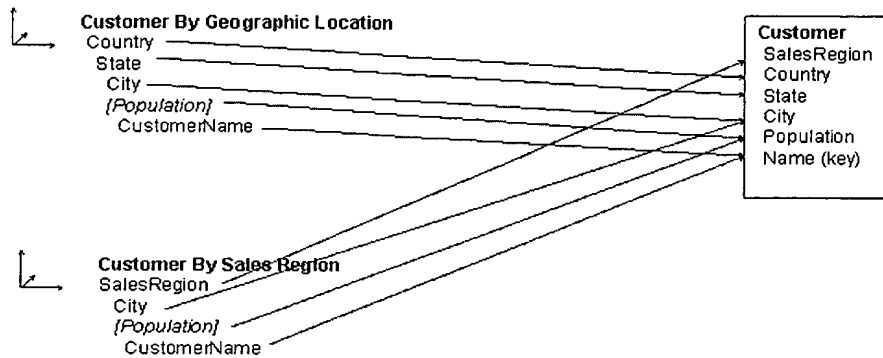 Customer By Geographic Location
Country
State
City
{Population}
CustomerName
Customer
SalesRegion
Country
State
City
Population
Name (key)
Customer By Sales Region
SalesRegion
City
{Population}
CustomerName